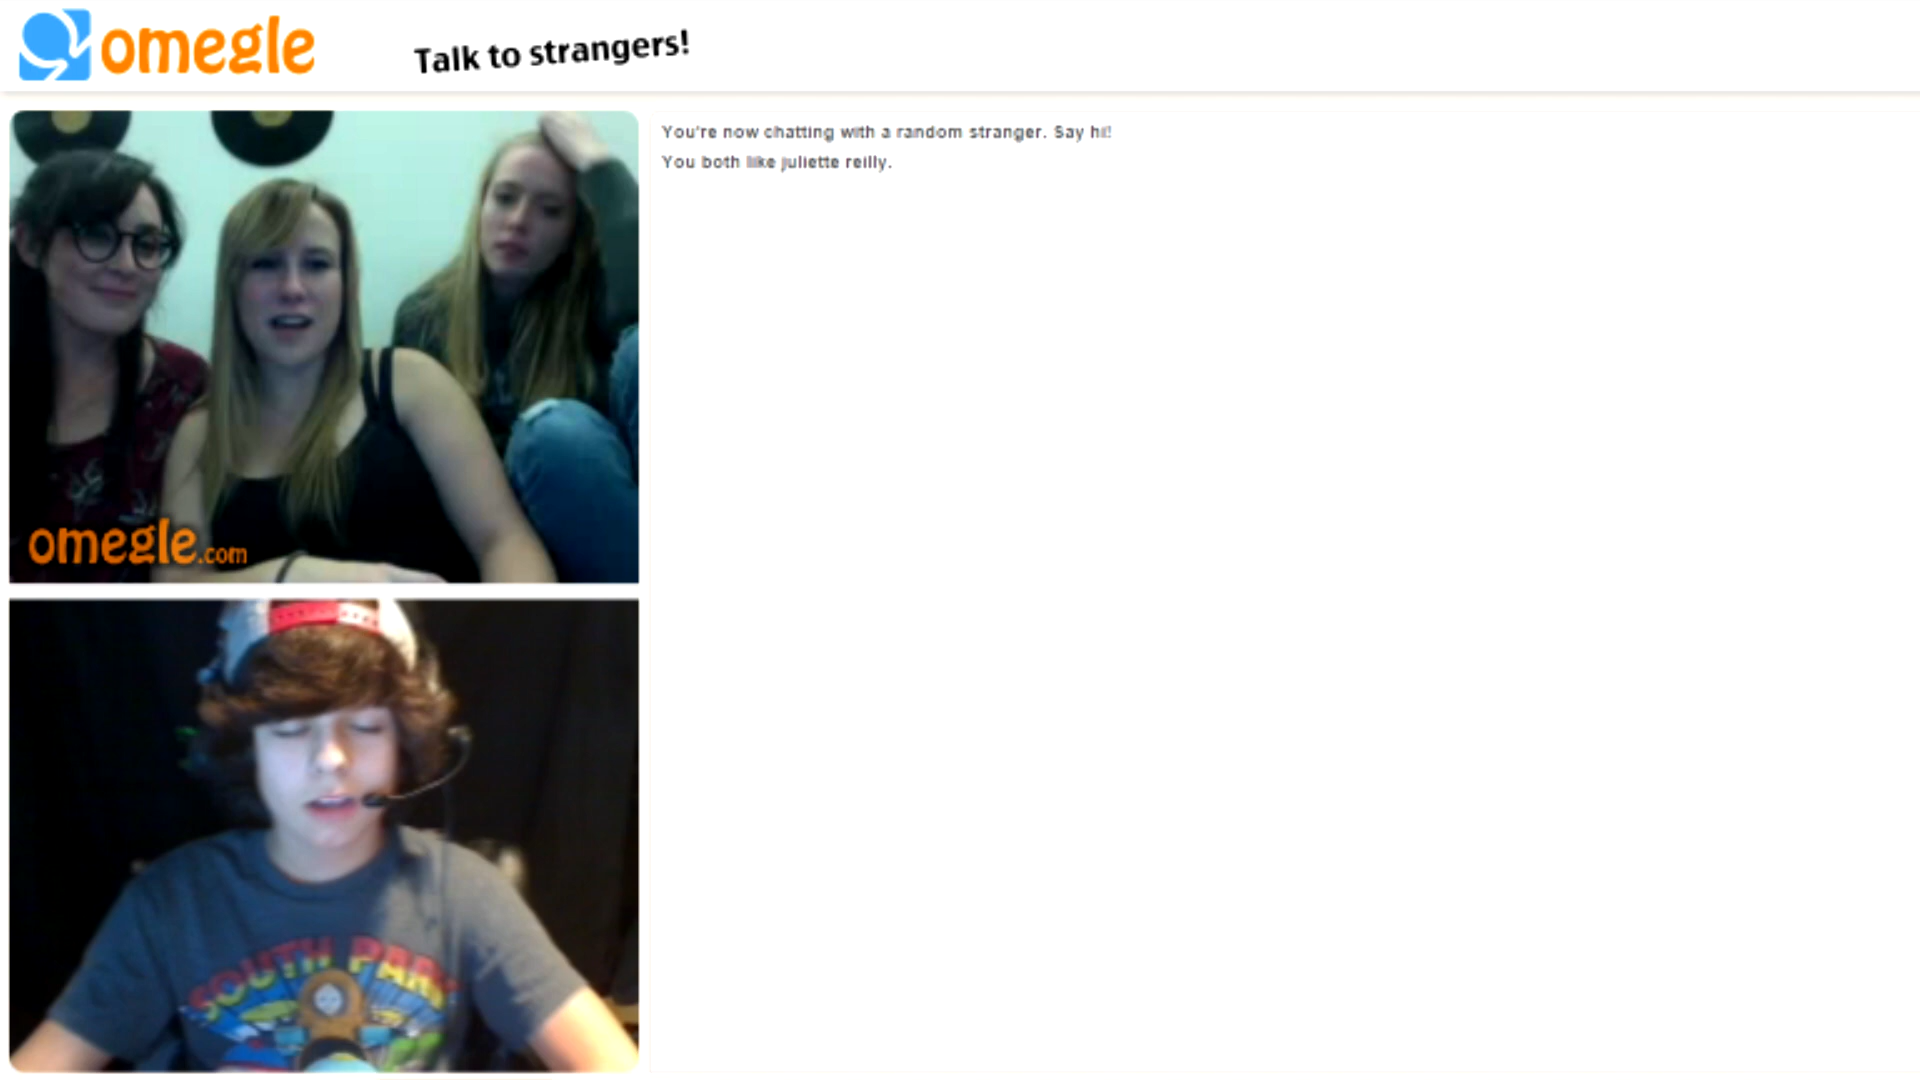 omegle
Talk to strangers!
You're now chatting with a random stranger. Say hi!
You both like juliette reilly.
omegle.com
SOUTH PARK